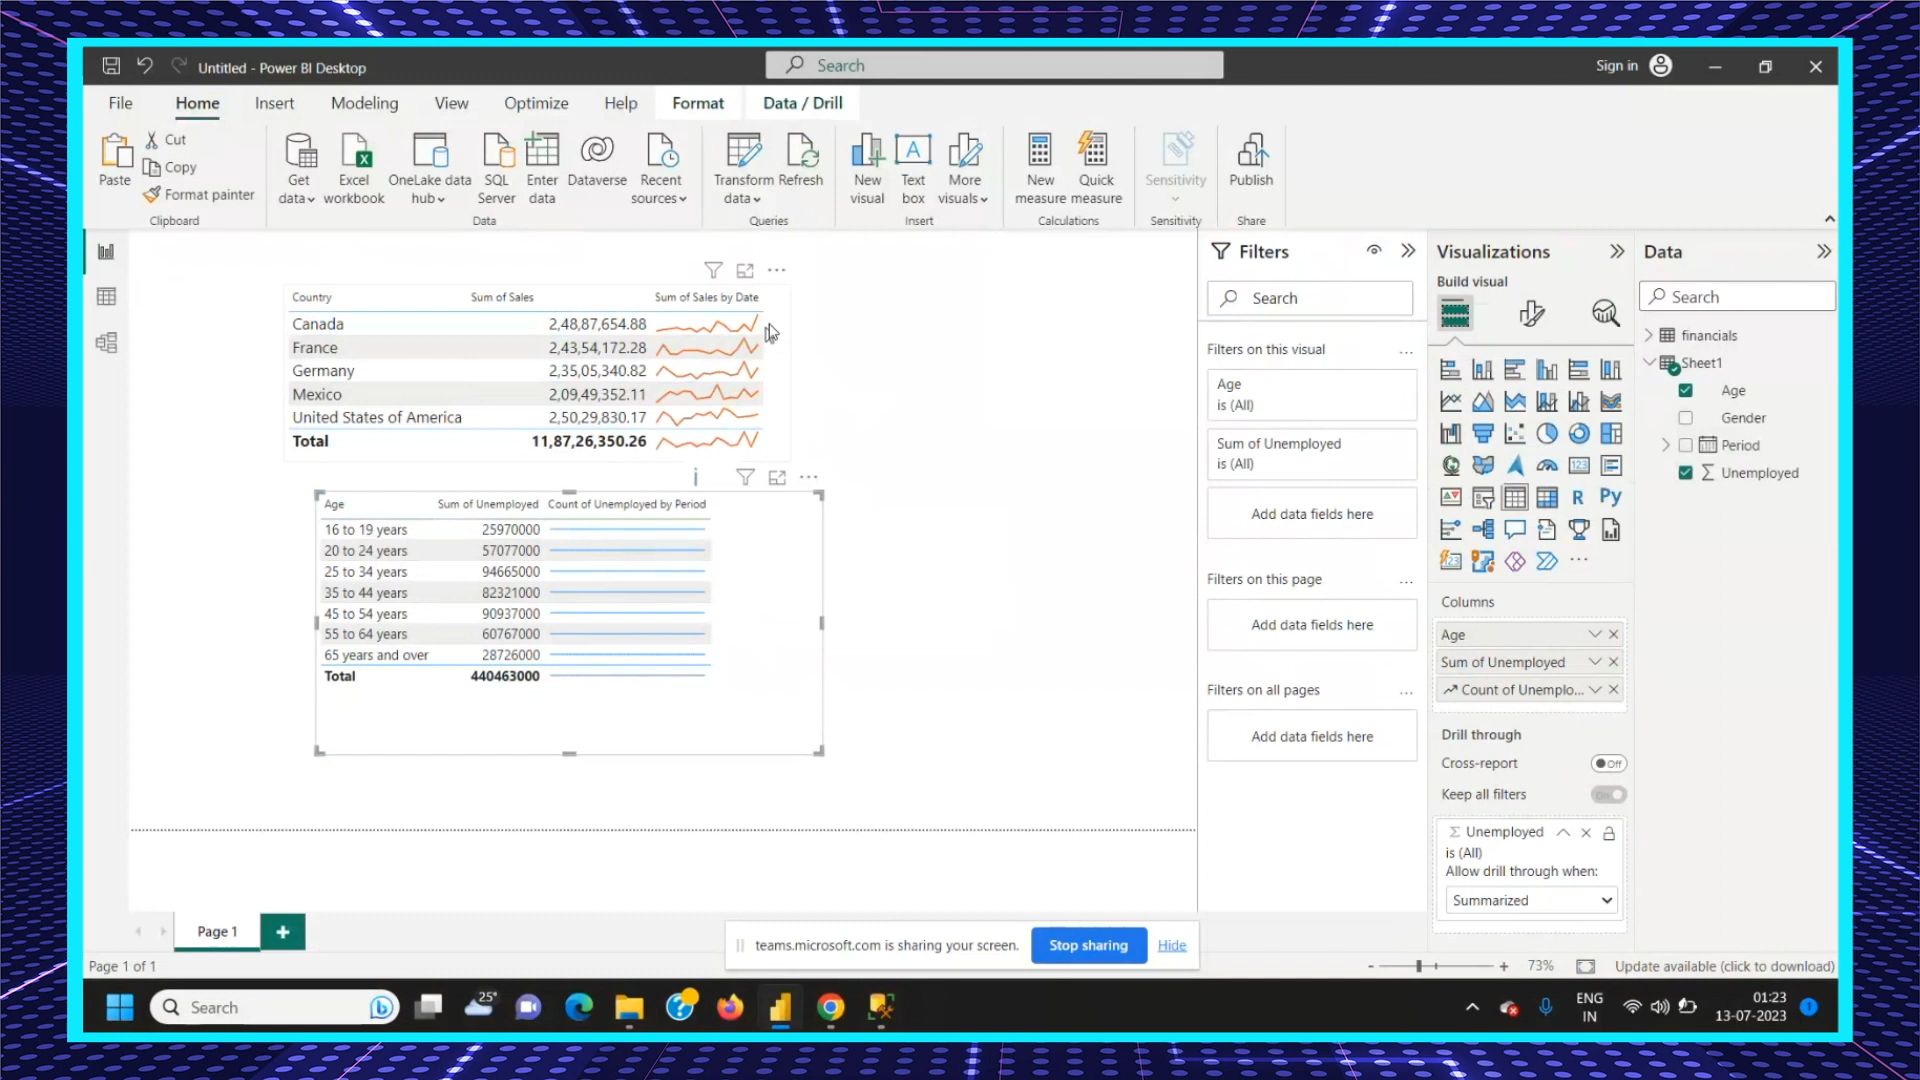 Untitled - Power BI Desktop
Search
Sign in
File
Home
Insert
Modeling
View
Optimize
Help
Format
Data / Drill
Paste
Cut
Copy
Format painter
Clipboard
Get data
Excel workbook
OneLake data hub
SQL Server
Enter data
Dataverse
Recent sources
Data
Transform data
Refresh
Queries
New visual
Text box
More visuals
Insert
New measure
Quick measure
Calculations
Sensitivity
Sensitivity
Publish
Share
Country Sum of Sales Sum of Sales by Date
Canada 2,48,87,654.88
France 2,43,54,172.28
Germany 2,35,05,340.82
Mexico 2,09,49,352.11
United States of America 2,50,29,830.17
Total 11,87,26,350.26
Age Sum of Unemployed Count of Unemployed by Period
16 to 19 years 25970000
20 to 24 years 57077000
25 to 34 years 94665000
35 to 44 years 82321000
45 to 54 years 90937000
55 to 64 years 60767000
65 years and over 28726000
Total 440463000
Filters
Search
Filters on this visual
Age
is (All)
Sum of Unemployed
is (All)
Add data fields here
Filters on this page
Add data fields here
Filters on all pages
Add data fields here
Visualizations
Build visual
123
R
Py
Columns
Age
Sum of Unemployed
Count of Unemplo...
Drill through
Cross-report
Off
Keep all filters
On
Unemployed
is (All)
Allow drill through when:
Summarized
Data
Search
financials
Sheet1
Age
Gender
Period
Unemployed
Page 1
teams.microsoft.com is sharing your screen.
Stop sharing
Hide
Page 1 of 1
73%
Update available (click to download)
Search
25°
ENG
IN
01:23
13-07-2023
1